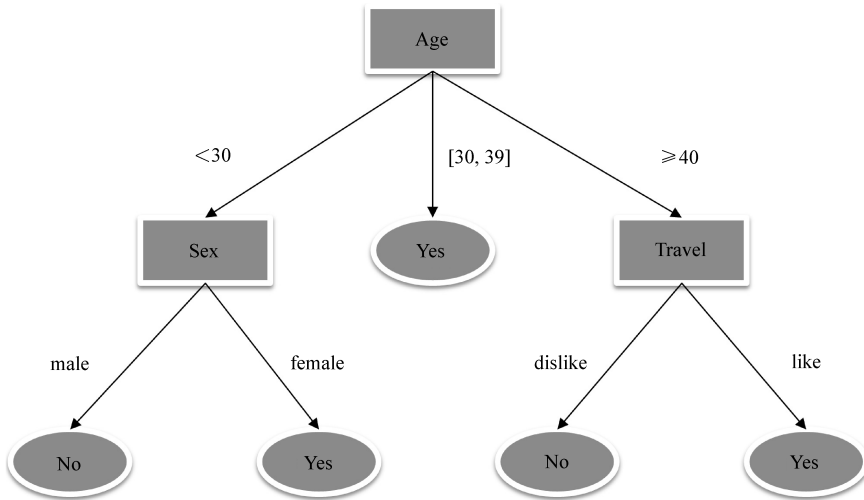 Age
<30
[30, 39]
⩾40
Sex
Yes
Travel
male
female
dislike
like
No
Yes
No
Yes